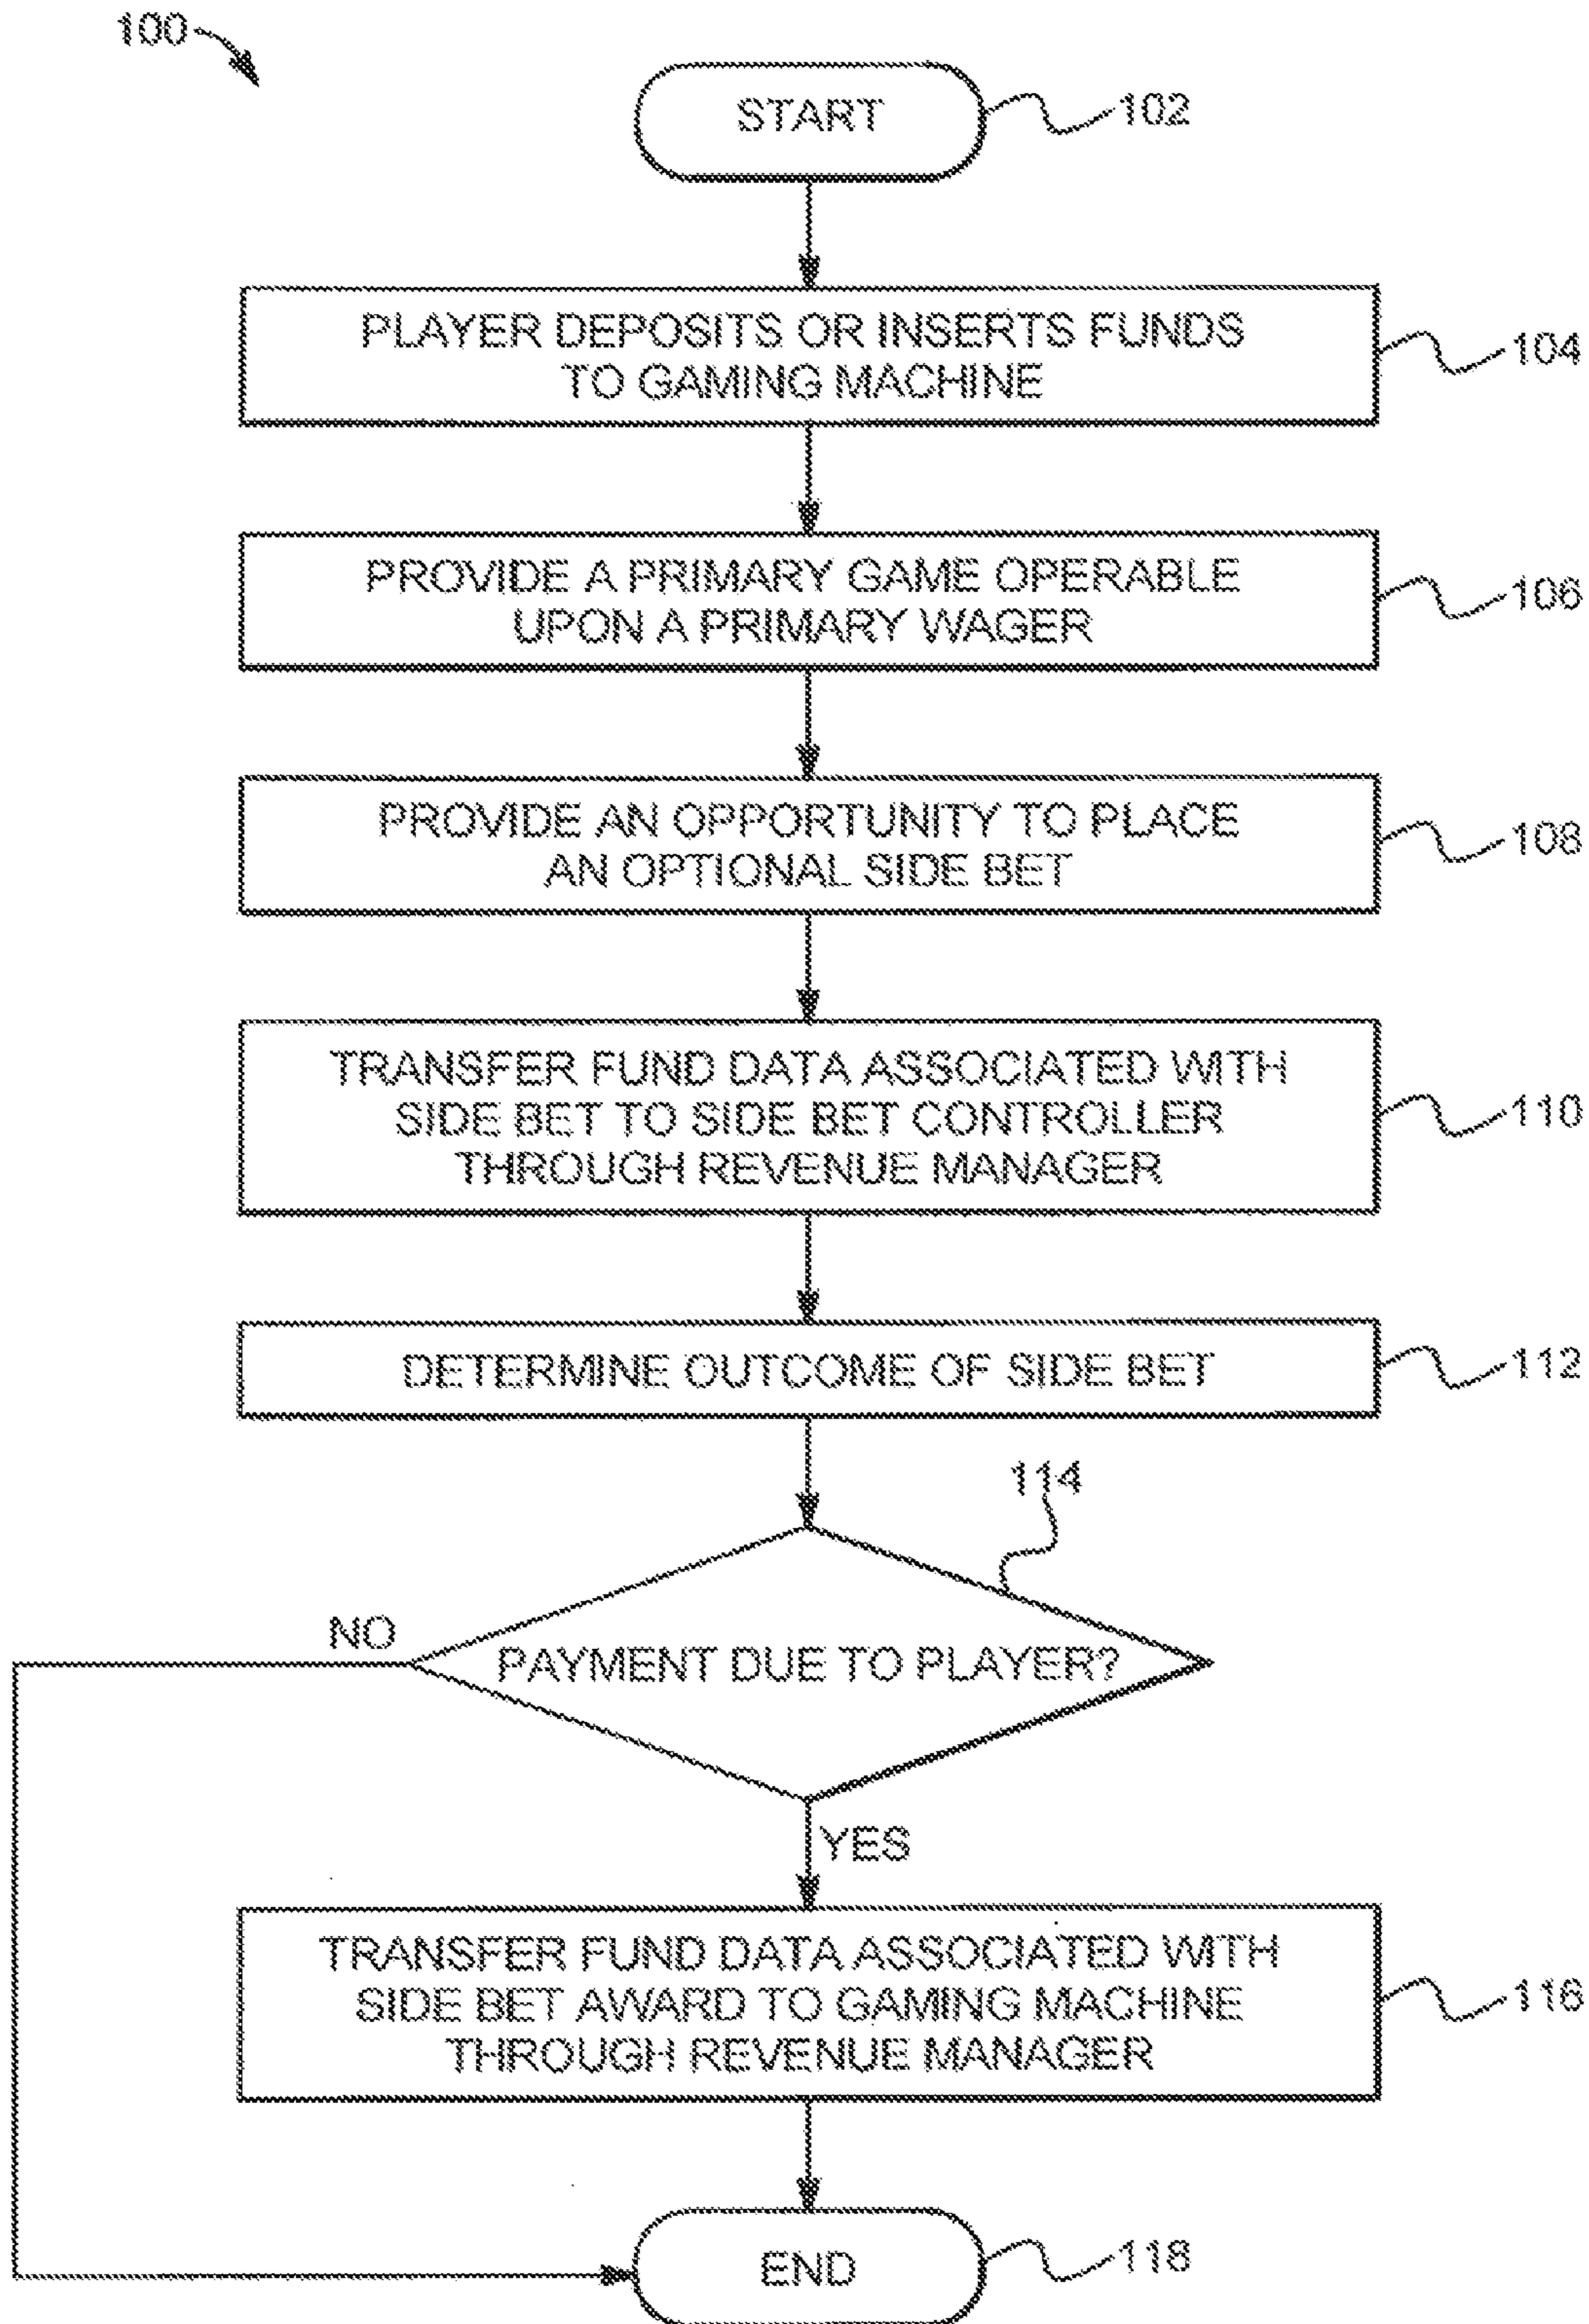 100
START
102
PLAYER DEPOSITS OR INSERTS FUNDS
TO GAMING MACHINE
104
PROVIDE A PRIMARY GAME OPERABLE
UPON A PRIMARY WAGER
106
PROVIDE AN OPPORTUNITY TO PLACE
AN OPTIONAL SIDE BET
108
TRANSFER FUND DATA ASSOCIATED WITH
SIDE BET TO SIDE BET CONTROLLER
THROUGH REVENUE MANAGER
110
DETERMINE OUTCOME OF SIDE BET
112
114
NO
PAYMENT DUE TO PLAYER?
YES
TRANSFER FUND DATA ASSOCIATED WITH
SIDE BET AWARD TO GAMING MACHINE
THROUGH REVENUE MANAGER
116
END
118